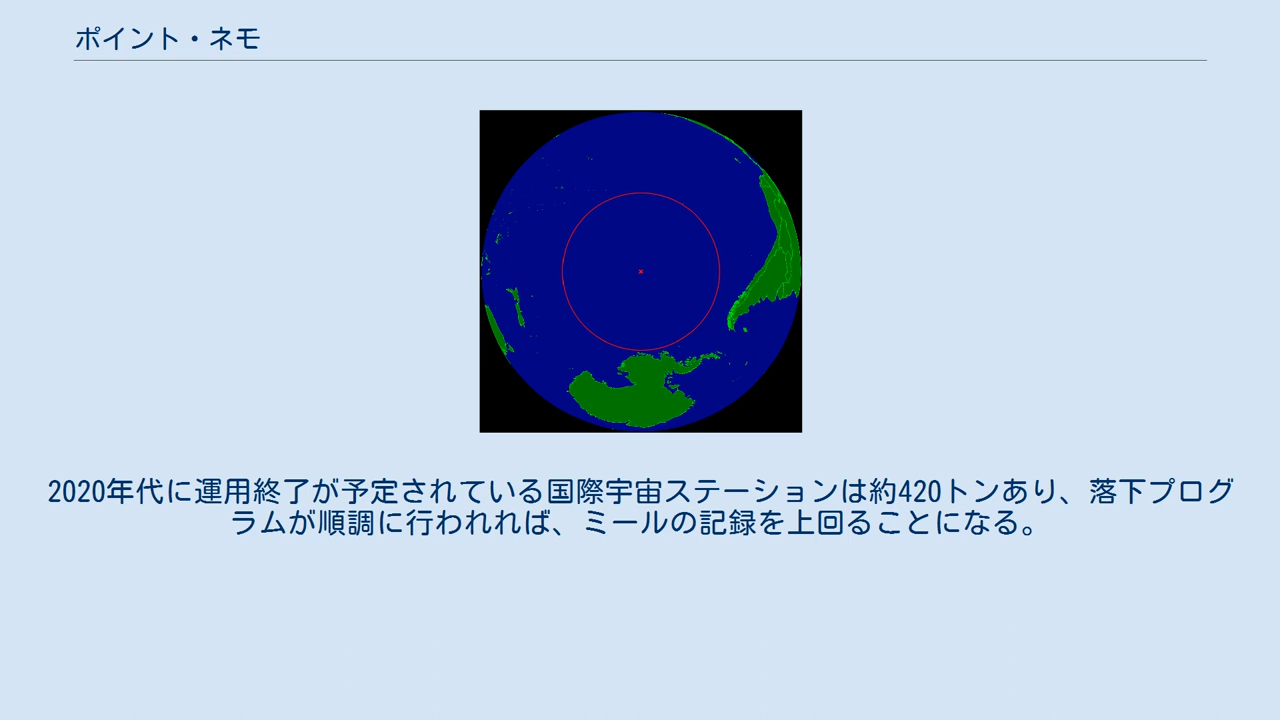 ポイント・ネモ
2020年代に運用終了が予定されている国際宇宙ステーションは約420トンあり、落下プログ
ラムが順調に行われれば、ミールの記録を上回ることになる。